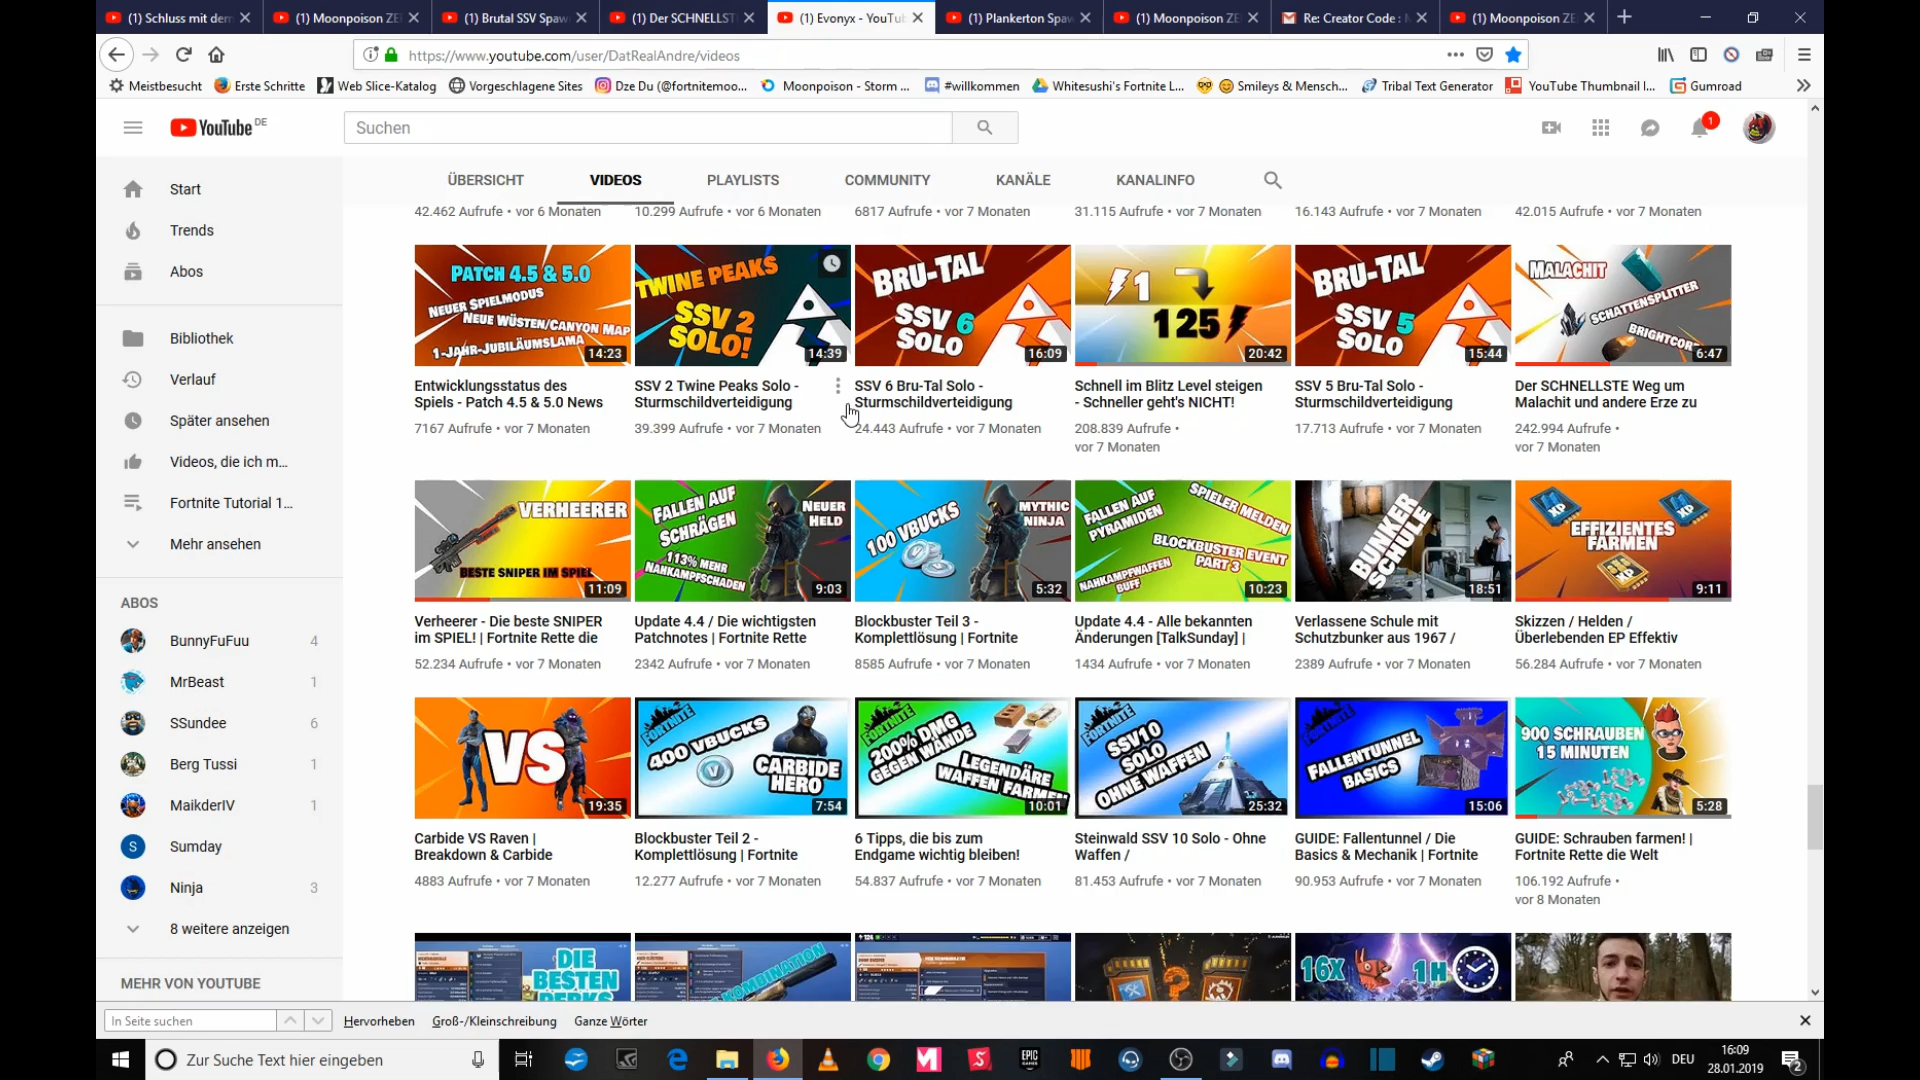 (1) Schluss mit dem
(1) Moonpoison ZE
(1) Brutal SSV Spaw
(1) Der SCHNELLST
(1) Evonyx - YouTu
(1) Plankerton Spaw
(1) Moonpoison ZE
Re: Creator Code :
(1) Moonpoison ZE
https://www.youtube.com/user/DatRealAndre/videos
Meistbesucht
Erste Schritte
Web Slice-Katalog
Vorgeschlagene Sites
Dze Du (@fortnitemoo...
Moonpoison - Storm ...
#willkommen
Whitesushi's Fortnite L...
Smileys & Mensch...
Tribal Text Generator
YouTube Thumbnail I...
Gumroad
YouTube DE
Suchen
1
ÜBERSICHT
VIDEOS
PLAYLISTS
COMMUNITY
KANÄLE
KANALINFO
Start
Trends
Abos
Bibliothek
Verlauf
Später ansehen
Videos, die ich m...
Fortnite Tutorial 1...
Mehr ansehen
ABOS
BunnyFuFuu 4
MrBeast 1
SSundee 6
Berg Tussi 1
MaikderIV 1
S Sumday
Ninja 3
8 weitere anzeigen
MEHR VON YOUTUBE
42.462 Aufrufe • vor 6 Monaten
10.299 Aufrufe • vor 6 Monaten
6817 Aufrufe • vor 7 Monaten
31.115 Aufrufe • vor 7 Monaten
16.143 Aufrufe • vor 7 Monaten
42.015 Aufrufe • vor 7 Monaten
PATCH 4.5 & 5.0
NEUER SPIELMODUS
NEUE WÜSTEN/CANYON MAP
1-JAHR-JUBILÄUMSLAMA
14:23
TWINE PEAKS
SSV 2
SOLO!
14:39
BRU-TAL
SSV 6
SOLO
16:09
1
125
20:42
BRU-TAL
SSV 5
SOLO
15:44
MALACHIT
SCHATTENSPLITTER
BRIGHTCORE
6:47
Entwicklungsstatus des
Spiels - Patch 4.5 & 5.0 News
7167 Aufrufe • vor 7 Monaten
SSV 2 Twine Peaks Solo -
Sturmschildverteidigung
39.399 Aufrufe • vor 7 Monaten
SSV 6 Bru-Tal Solo -
Sturmschildverteidigung
24.443 Aufrufe • vor 7 Monaten
Schnell im Blitz Level steigen
- Schneller geht's NICHT!
208.839 Aufrufe •
vor 7 Monaten
SSV 5 Bru-Tal Solo -
Sturmschildverteidigung
17.713 Aufrufe • vor 7 Monaten
Der SCHNELLSTE Weg um
Malachit und andere Erze zu
242.994 Aufrufe •
vor 7 Monaten
VERHEERER
BESTE SNIPER IM SPIEL
11:09
FALLEN AUF
SCHRÄGEN
NEUER
HELD
113% MEHR
NAHKAMPFSCHADEN
9:03
100 VBUCKS
MYTHIC
NINJA
5:32
FALLEN AUF
PYRAMIDEN
SPIELER MELDEN
BLOCKBUSTER EVENT
PART 3
NAHKAMPFWAFFEN
BUFF
10:23
BUNKER
SCHULE
18:51
XP
XP
EFFIZIENTES
FARMEN
XP
9:11
Verheerer - Die beste SNIPER
im SPIEL! | Fortnite Rette die
52.234 Aufrufe • vor 7 Monaten
Update 4.4 / Die wichtigsten
Patchnotes | Fortnite Rette
2342 Aufrufe • vor 7 Monaten
Blockbuster Teil 3 -
Komplettlösung | Fortnite
8585 Aufrufe • vor 7 Monaten
Update 4.4 - Alle bekannten
Änderungen [TalkSunday] |
1434 Aufrufe • vor 7 Monaten
Verlassene Schule mit
Schutzbunker aus 1967 /
2389 Aufrufe • vor 7 Monaten
Skizzen / Helden /
Überlebenden EP Effektiv
56.284 Aufrufe • vor 7 Monaten
VS
19:35
FORTNITE
400 VBUCKS
V
CARBIDE
HERO
7:54
FORTNITE
200% DMG
GEGEN WÄNDE
LEGENDÄRE
WAFFEN FARMEN
10:01
FORTNITE
SSV10
SOLO
OHNE WAFFEN
25:32
FORTNITE
FALLENTUNNEL
BASICS
15:06
900 SCHRAUBEN
15 MINUTEN
5:28
Carbide VS Raven |
Breakdown & Carbide
4883 Aufrufe • vor 7 Monaten
Blockbuster Teil 2 -
Komplettlösung | Fortnite
12.277 Aufrufe • vor 7 Monaten
6 Tipps, die bis zum
Endgame wichtig bleiben!
54.837 Aufrufe • vor 7 Monaten
Steinwald SSV 10 Solo - Ohne
Waffen /
81.453 Aufrufe • vor 7 Monaten
GUIDE: Fallentunnel / Die
Basics & Mechanik | Fortnite
90.953 Aufrufe • vor 7 Monaten
GUIDE: Schrauben farmen! |
Fortnite Rette die Welt
106.192 Aufrufe •
vor 8 Monaten
DIE
BESTEN
PERKS
KOMBINATION
16X
1H
In Seite suchen
Hervorheben
Groß-/Kleinschreibung
Ganze Wörter
Zur Suche Text hier eingeben
EPIC
GAMES
DEU
16:09
28.01.2019
2